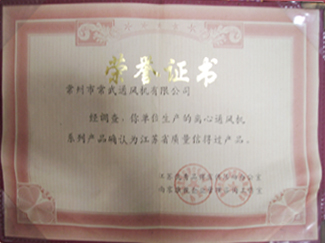 荣誉证书
常州市常武通风机有限公司
经调查：你单位生产的离心通风机
系列产品确认为江苏省质量信得过产品。